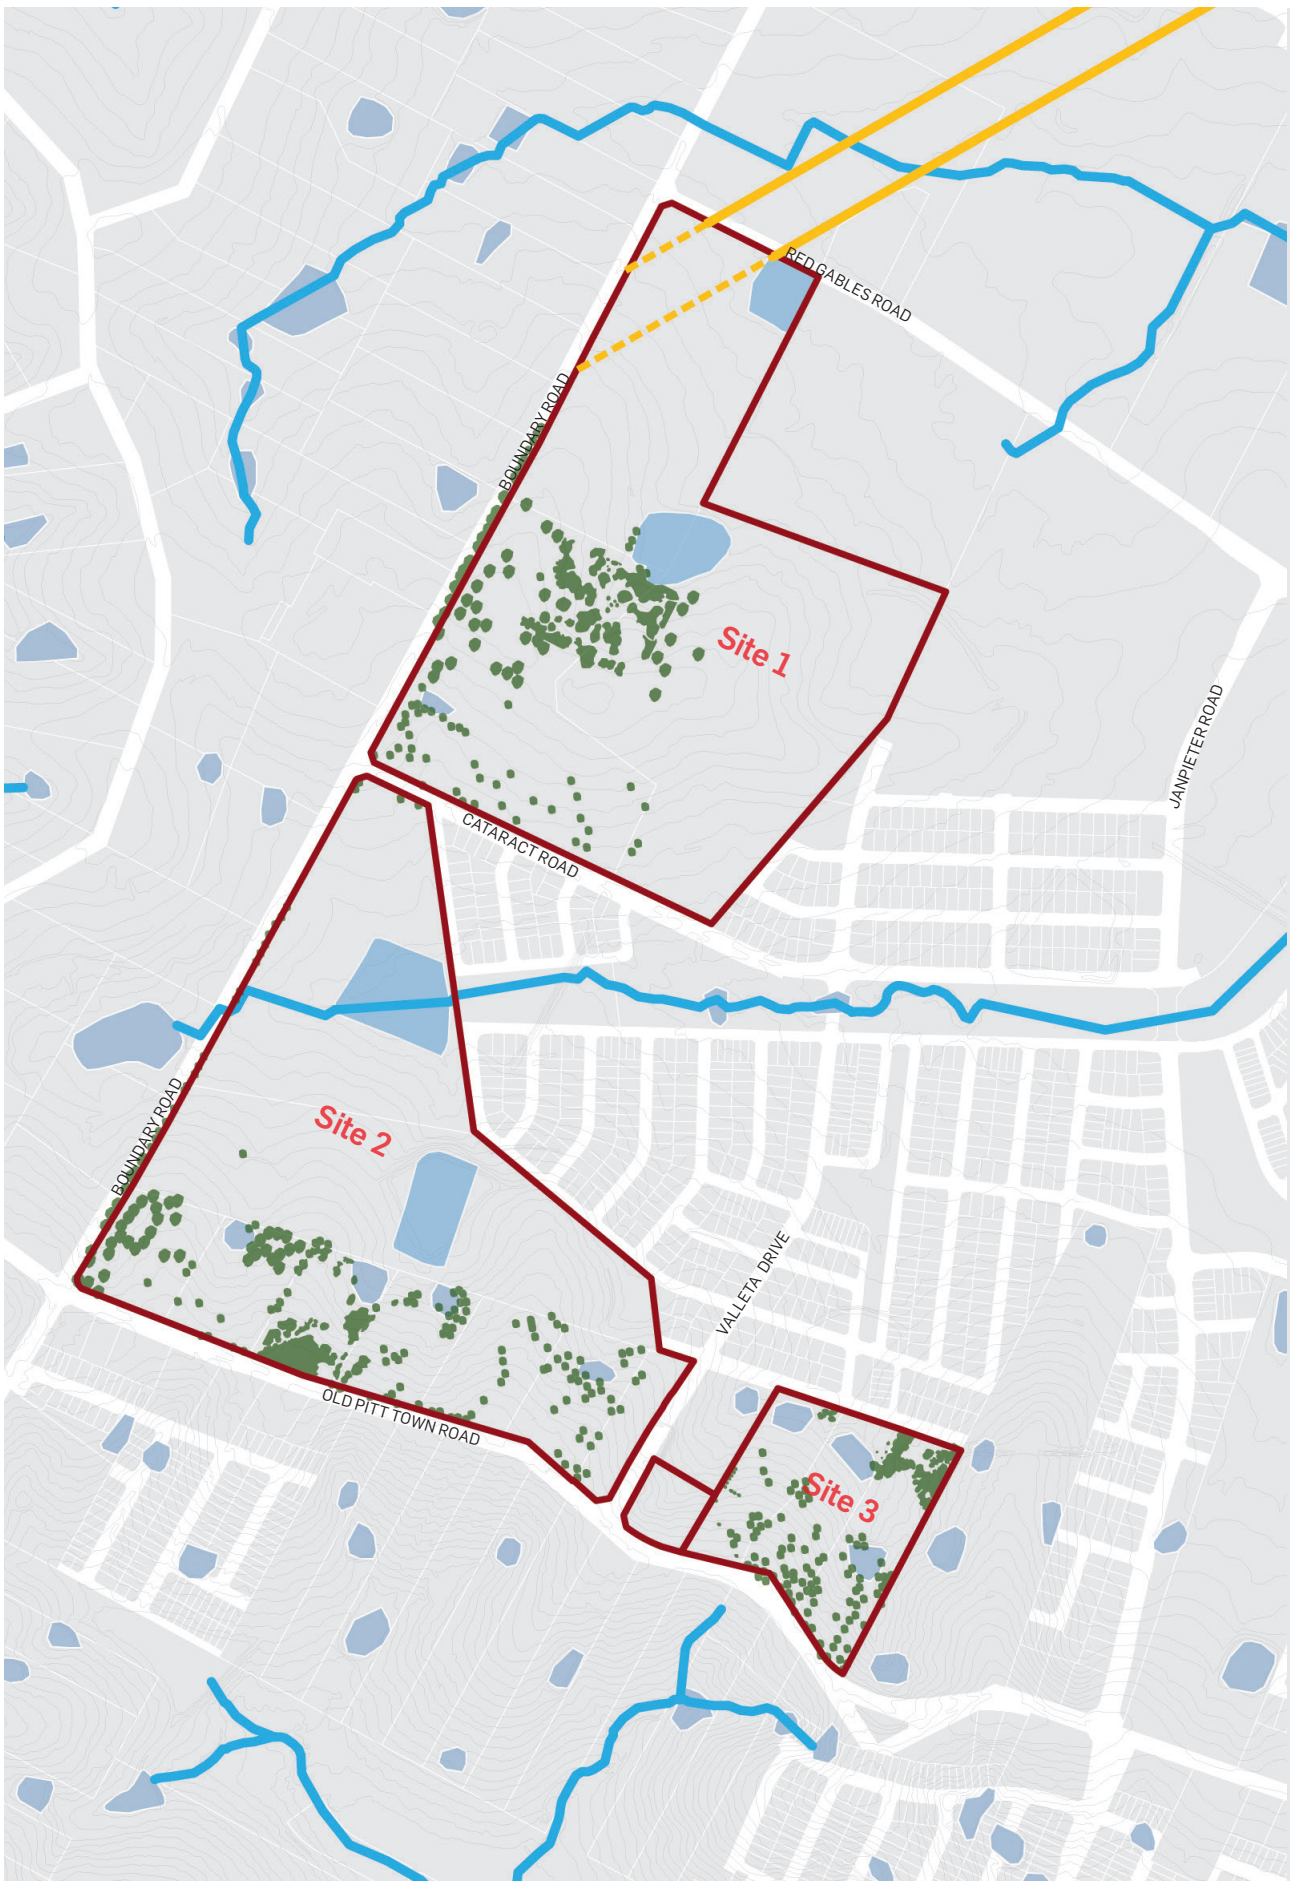 RED GABLES ROAD
BOUNDARY ROAD
Site 1
JANPIETER ROAD
CATARACT ROAD
BOUNDARY ROAD
Site 2
VALLETA DRIVE
OLD PITT TOWN ROAD
Site 3